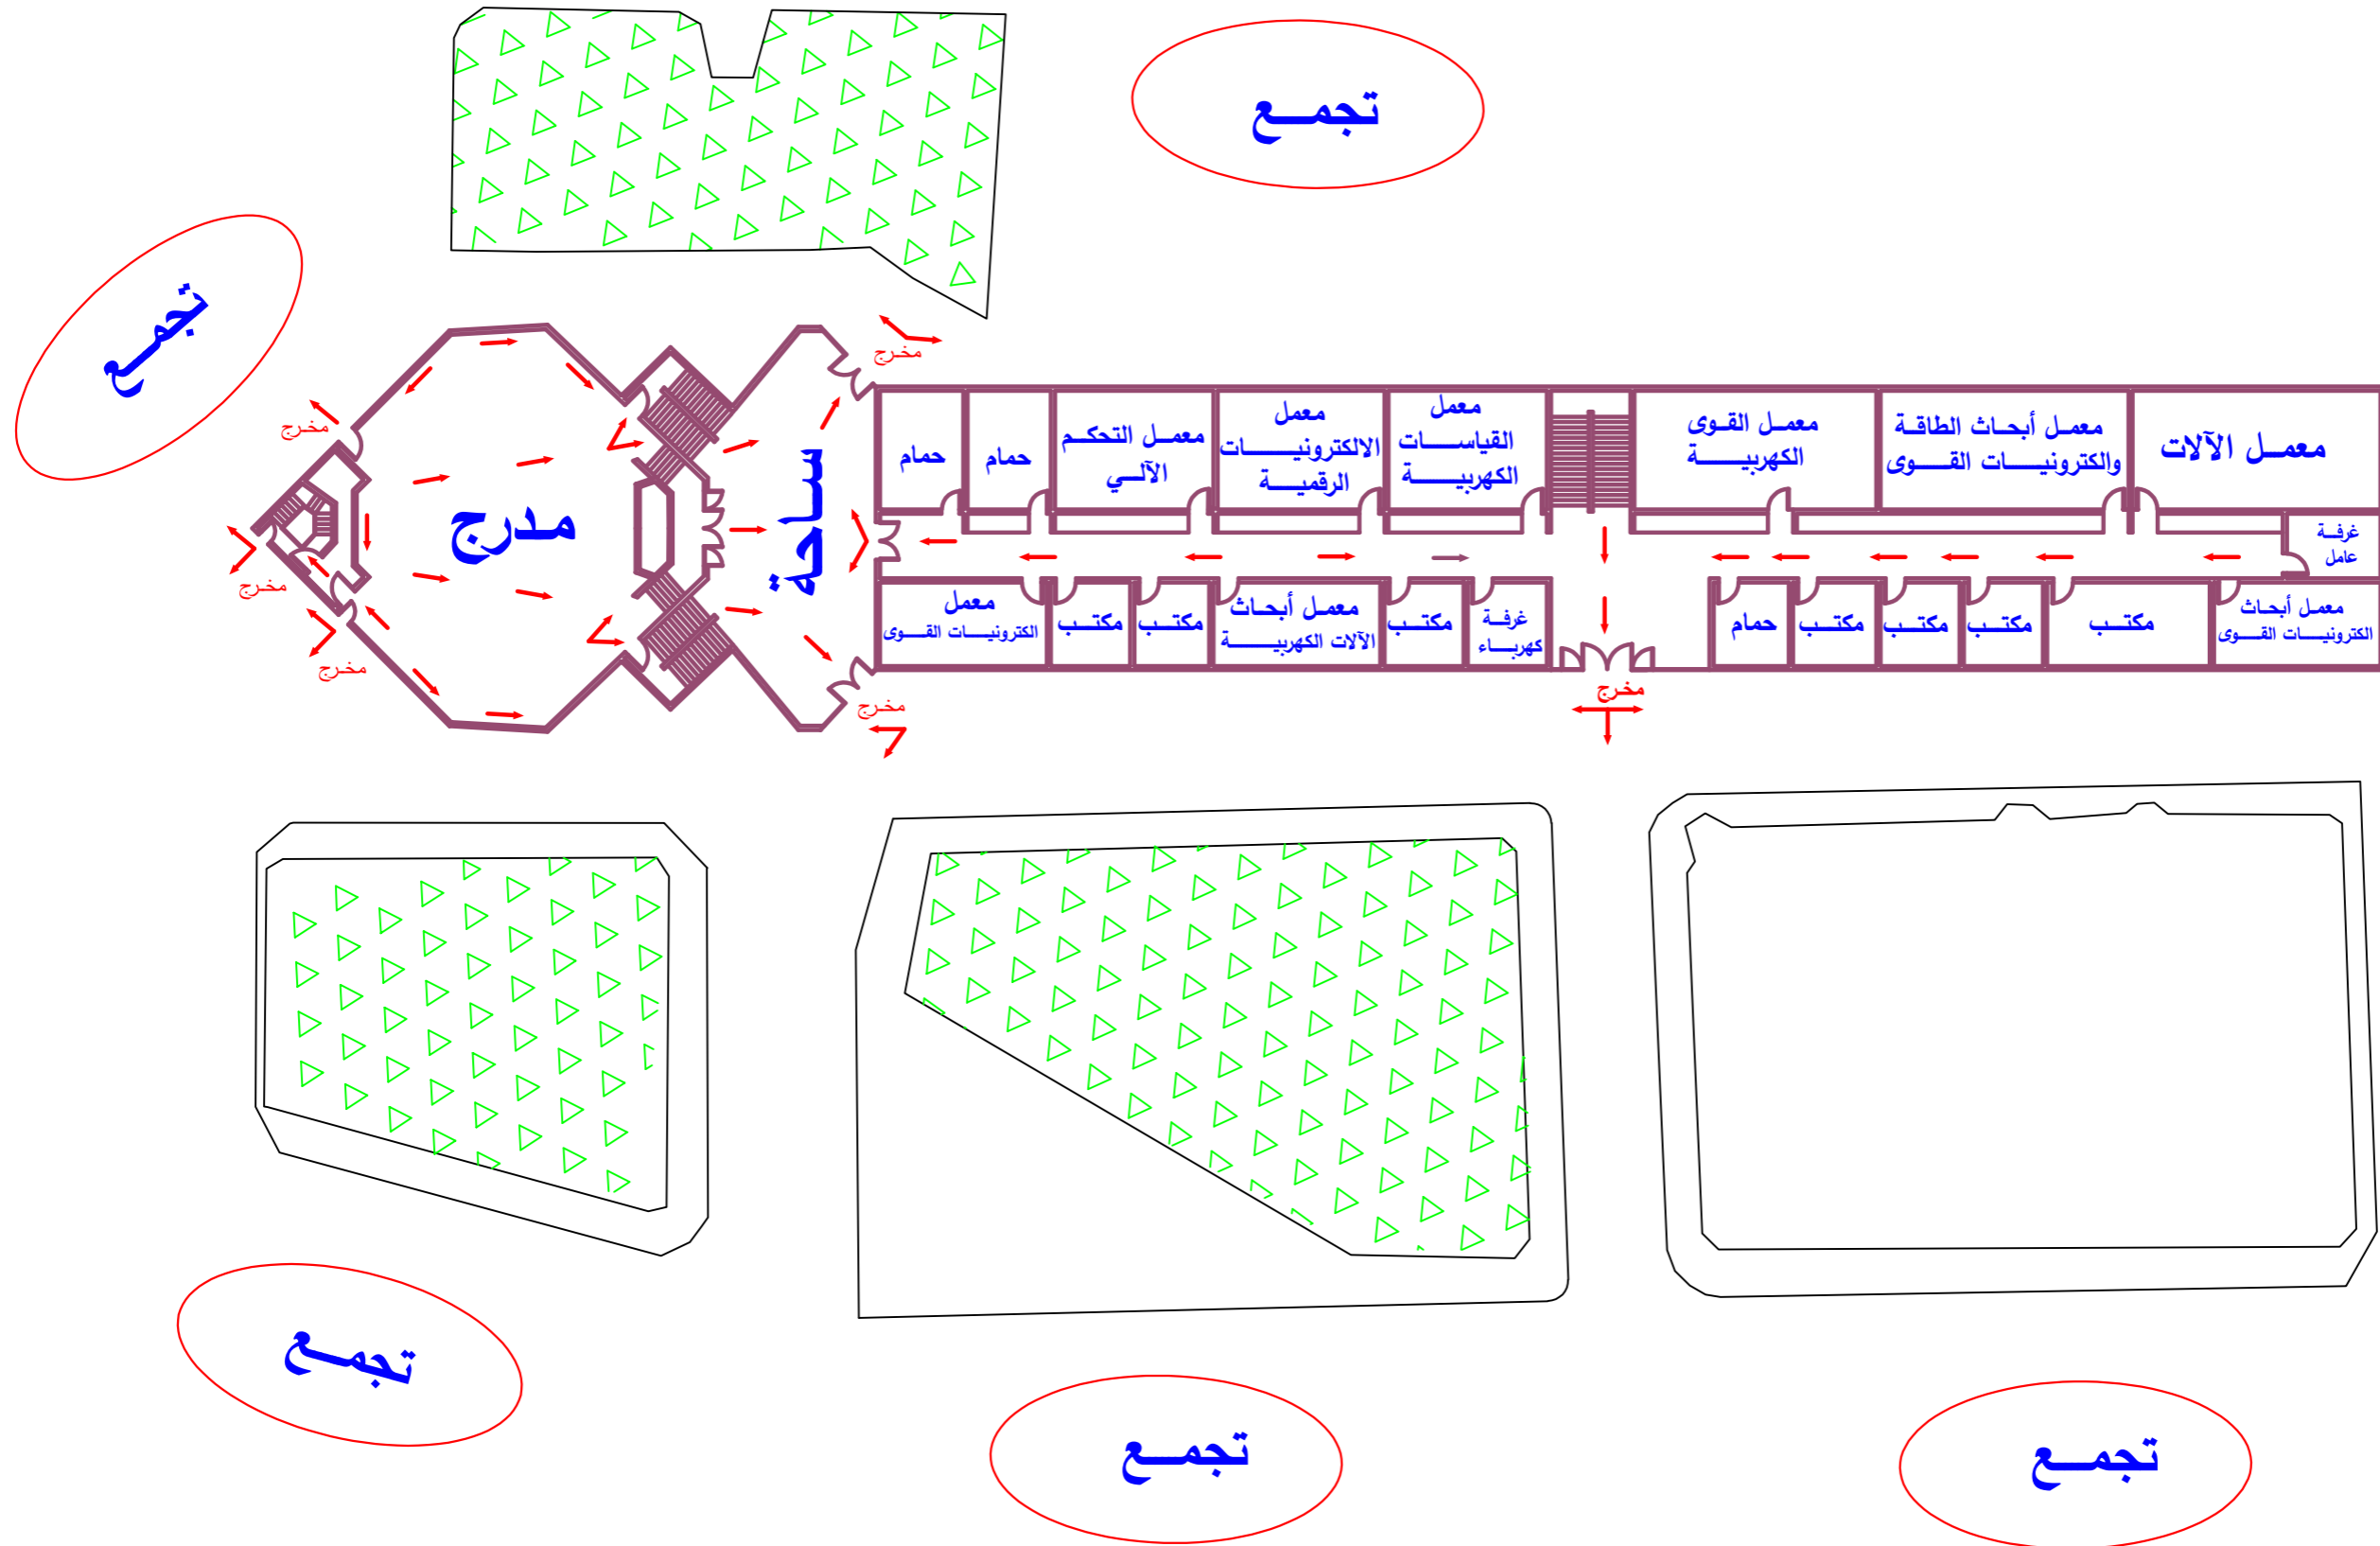 تجمع
تجمع
مخرج
مخرج
مخرج
مخرج
مخرج
مدرج
ساحة
معمل الآلات
معمل أبحاث الطاقة
والكترونيات القوى
معمل القوى
الكهربية
معمل
القياسات
الكهربية
معمل
الالكترونيات
الرقمية
معمل التحكم
الآلي
حمام
حمام
غرفة
عامل
معمل أبحاث
الكترونيات القوى
مكتب
مكتب
مكتب
مكتب
حمام
غرفة
كهرباء
مكتب
معمل أبحاث
الآلات الكهربية
مكتب
مكتب
معمل
الكترونيات القوى
مخرج
تجمع
تجمع
تجمع